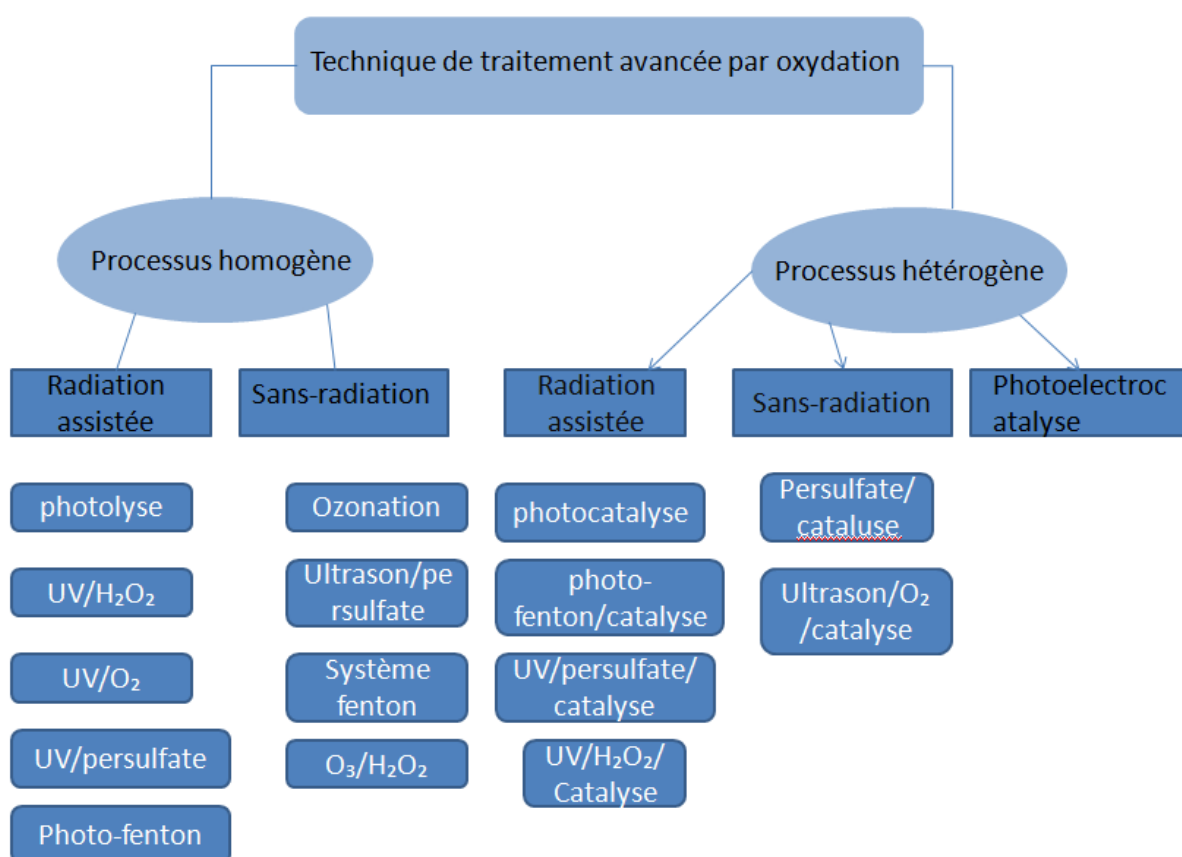 Technique de traitement avancée par oxydation
Processus homogène
Processus hétérogène
Radiation
assistée
Sans-radiation
Radiation
assistée
Sans-radiation
Photoelectroc
atalyse
photolyse
UV/H₂O₂
UV/O₂
UV/persulfate
Photo-fenton
Ozonation
Ultrason/pe
rsulfate
Système
fenton
O₃/H₂O₂
photocatalyse
photo-
fenton/catalyse
UV/persulfate/
catalyse
UV/H₂O₂/
Catalyse
Persulfate/
cataluse
Ultrason/O₂
/catalyse